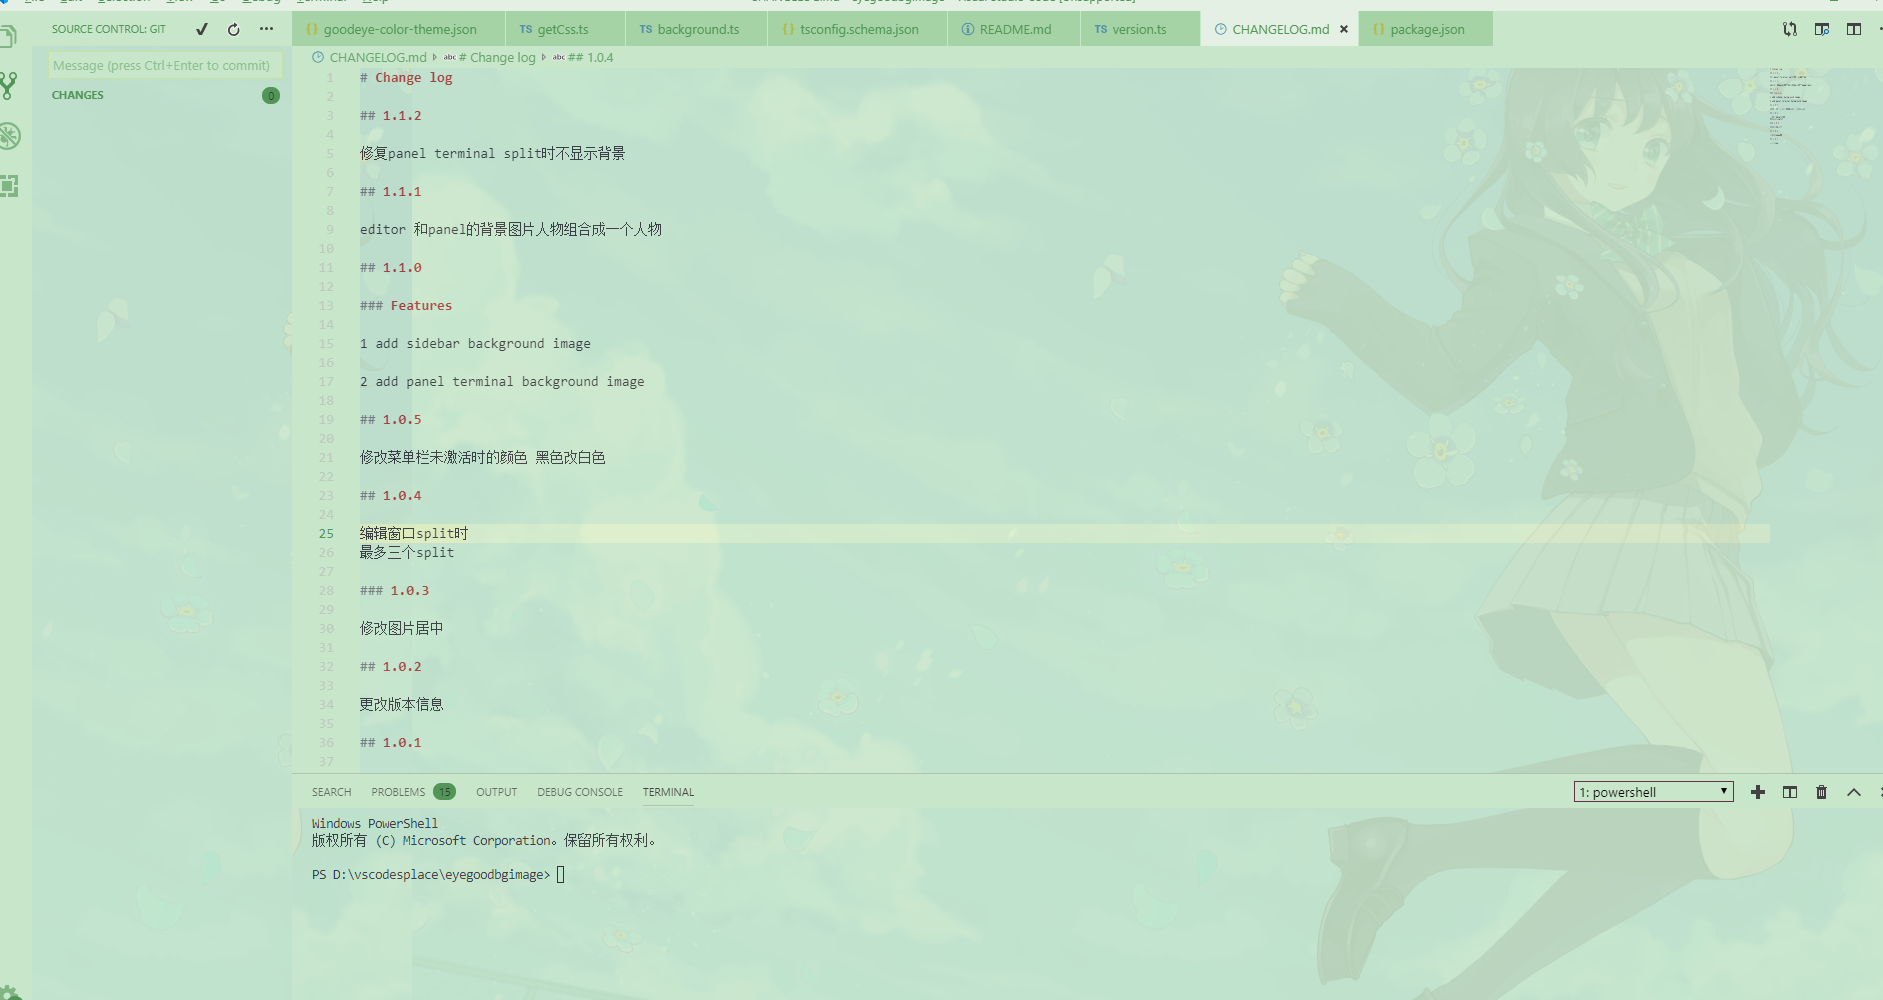 SOURCE CONTROL: GIT
goodeye-color-theme.json
TS getCss.ts
TS background.ts
tsconfig.schema.json
README.md
TS version.ts
CHANGELOG.md
package.json
Message (press Ctrl+Enter to commit)
CHANGES 0
CHANGELOG.md abc # Change log abc ## 1.0.4
1 # Change log
2
3 ## 1.1.2
4
5 修复panel terminal split时不显示背景
6
7 ## 1.1.1
8
9 editor 和panel的背景图片人物组合成一个人物
10
11 ## 1.1.0
12
13 ### Features
14
15 1 add sidebar background image
16
17 2 add panel terminal background image
18
19 ## 1.0.5
20
21 修改菜单栏未激活时的颜色 黑色改白色
22
23 ## 1.0.4
24
25 编辑窗口split时
26 最多三个split
27
28 ### 1.0.3
29
30 修改图片居中
31
32 ## 1.0.2
33
34 更改版本信息
35
36 ## 1.0.1
37
SEARCH PROBLEMS 15 OUTPUT DEBUG CONSOLE TERMINAL
1: powershell
Windows PowerShell
版权所有 (C) Microsoft Corporation。保留所有权利。
PS D:\vscodesplace\eyegoodbgimage>